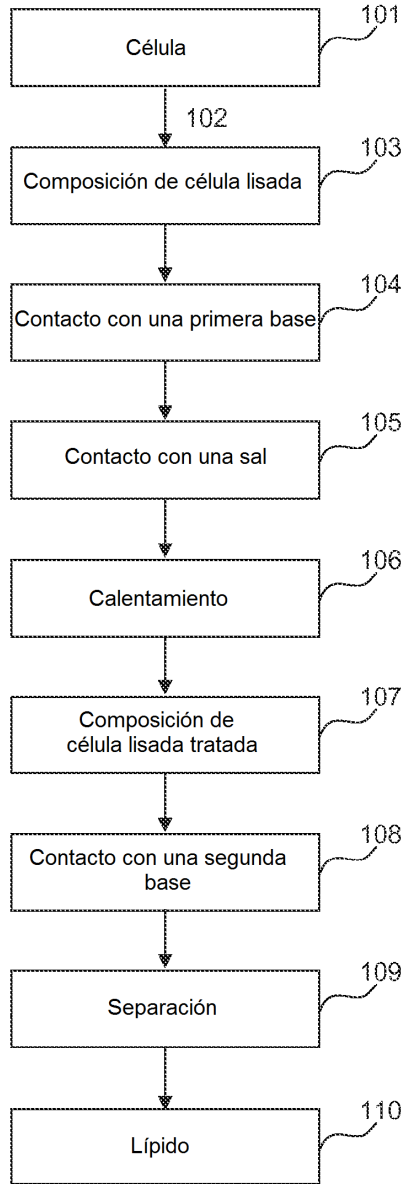 101
Célula
102
103
Composición de célula lisada
104
Contacto con una primera base
105
Contacto con una sal
106
Calentamiento
107
Composición de
célula lisada tratada
108
Contacto con una segunda
base
109
Separación
110
Lípido